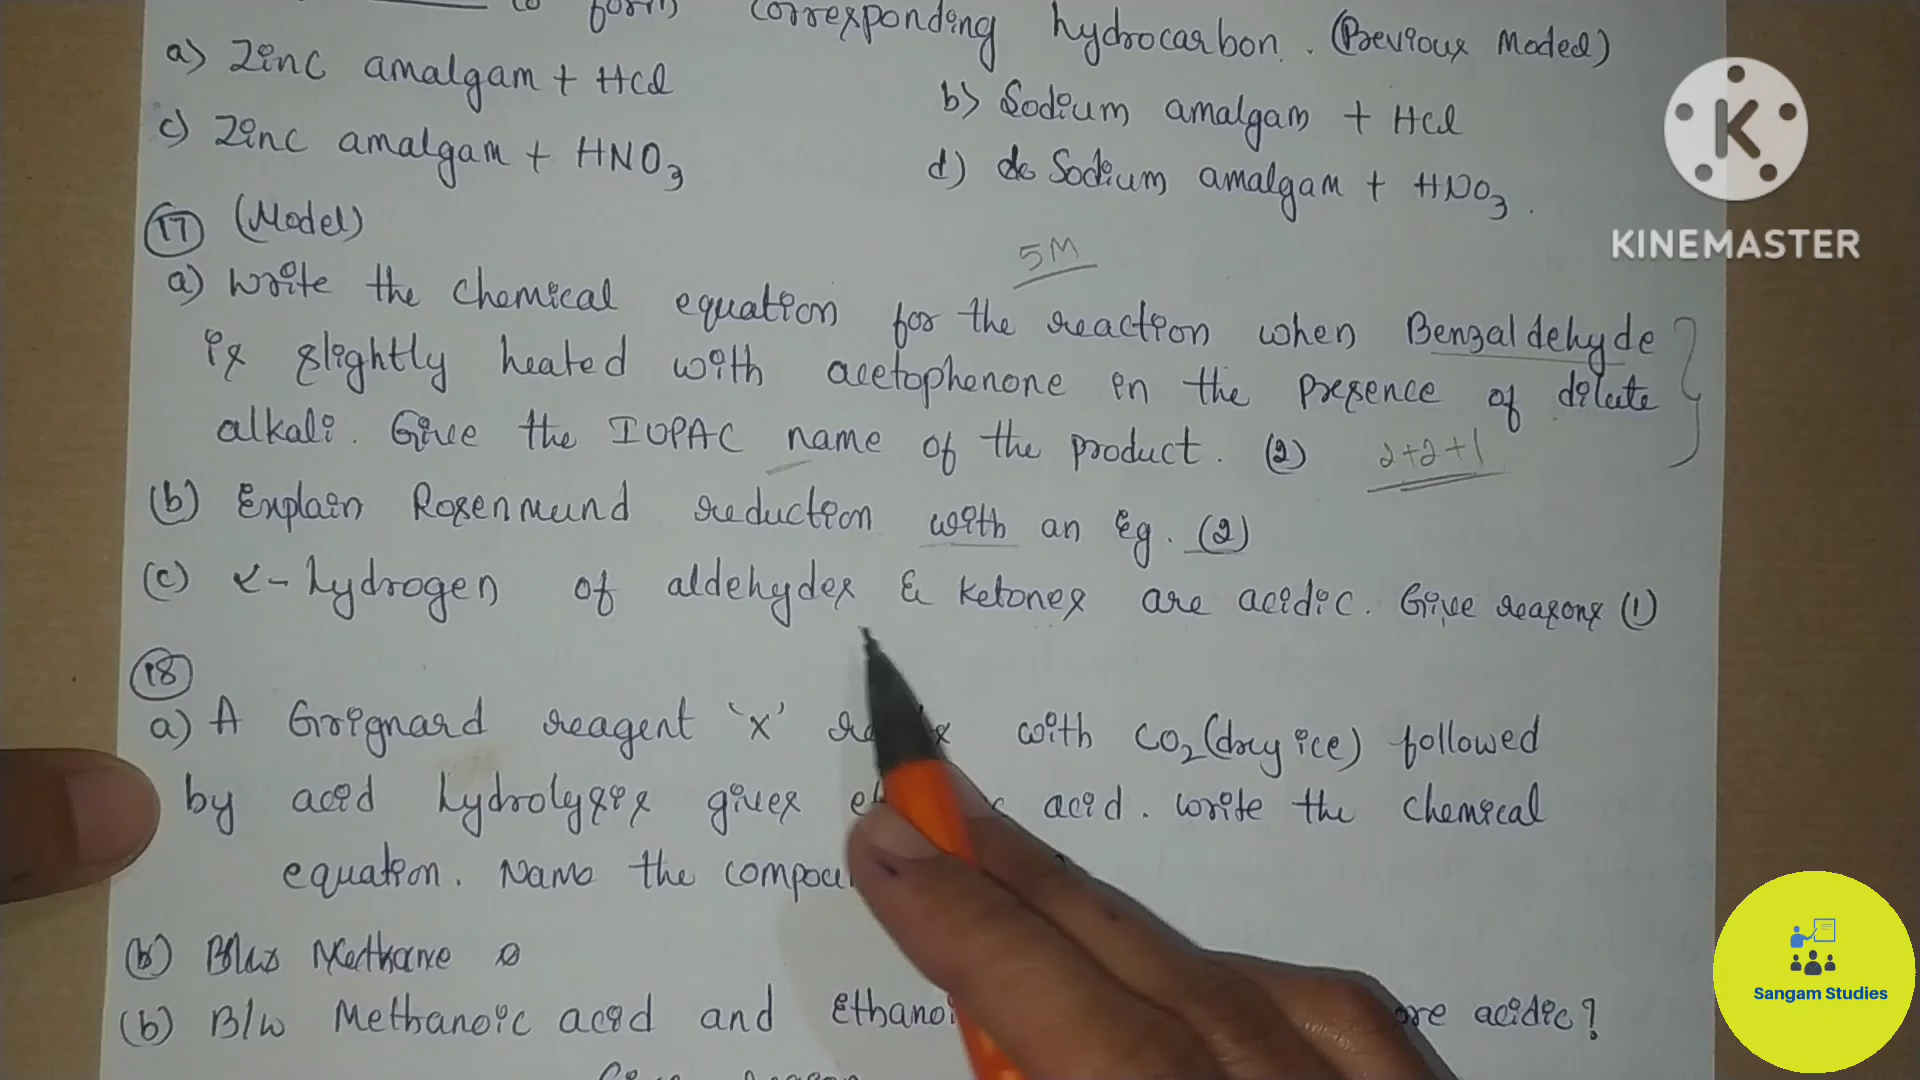 to form corresponding hydrocarbon. (Previous Model)
a) Zinc amalgam + HCl
b) Sodium amalgam + HCl
c) Zinc amalgam + HNO3
d) Sodium amalgam + HNO3.
17 (Model)
5M
a) Write the chemical equation for the reaction when Benzaldehyde
is slightly heated with acetophenone in the presence of dilute
alkali. Give the IUPAC name of the product. (2) 2+2+1
(b) Explain Rosenmund reduction with an Eg. (2)
(c) α-hydrogen of aldehydes & ketones are acidic. Give reasons (1)
18
a) A Grignard reagent 'x' with CO2 (dry ice) followed
by acid hydrolysis gives acid. Write the chemical
equation. Name the
(b) B/w
(b) B/w Methanoic acid and acidic?
KINEMASTER
Sangam Studies